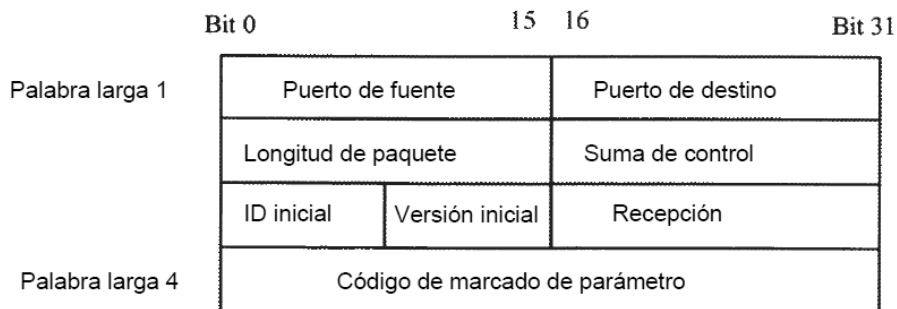 Bit 0 15 16 Bit 31
Palabra larga 1 Puerto de fuente Puerto de destino
Longitud de paquete Suma de control
ID inicial Versión inicial Recepción
Palabra larga 4 Código de marcado de parámetro